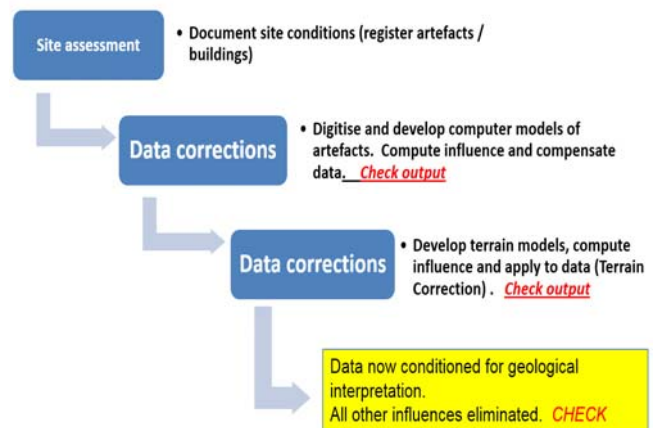 Site assessment
• Document site conditions (register artefacts /
buildings)
Data corrections
• Digitise and develop computer models of
artefacts. Compute influence and compensate
data. Check output
Data corrections
• Develop terrain models, compute
influence and apply to data (Terrain
Correction) . Check output
Data now conditioned for geological
interpretation.
All other influences eliminated. CHECK